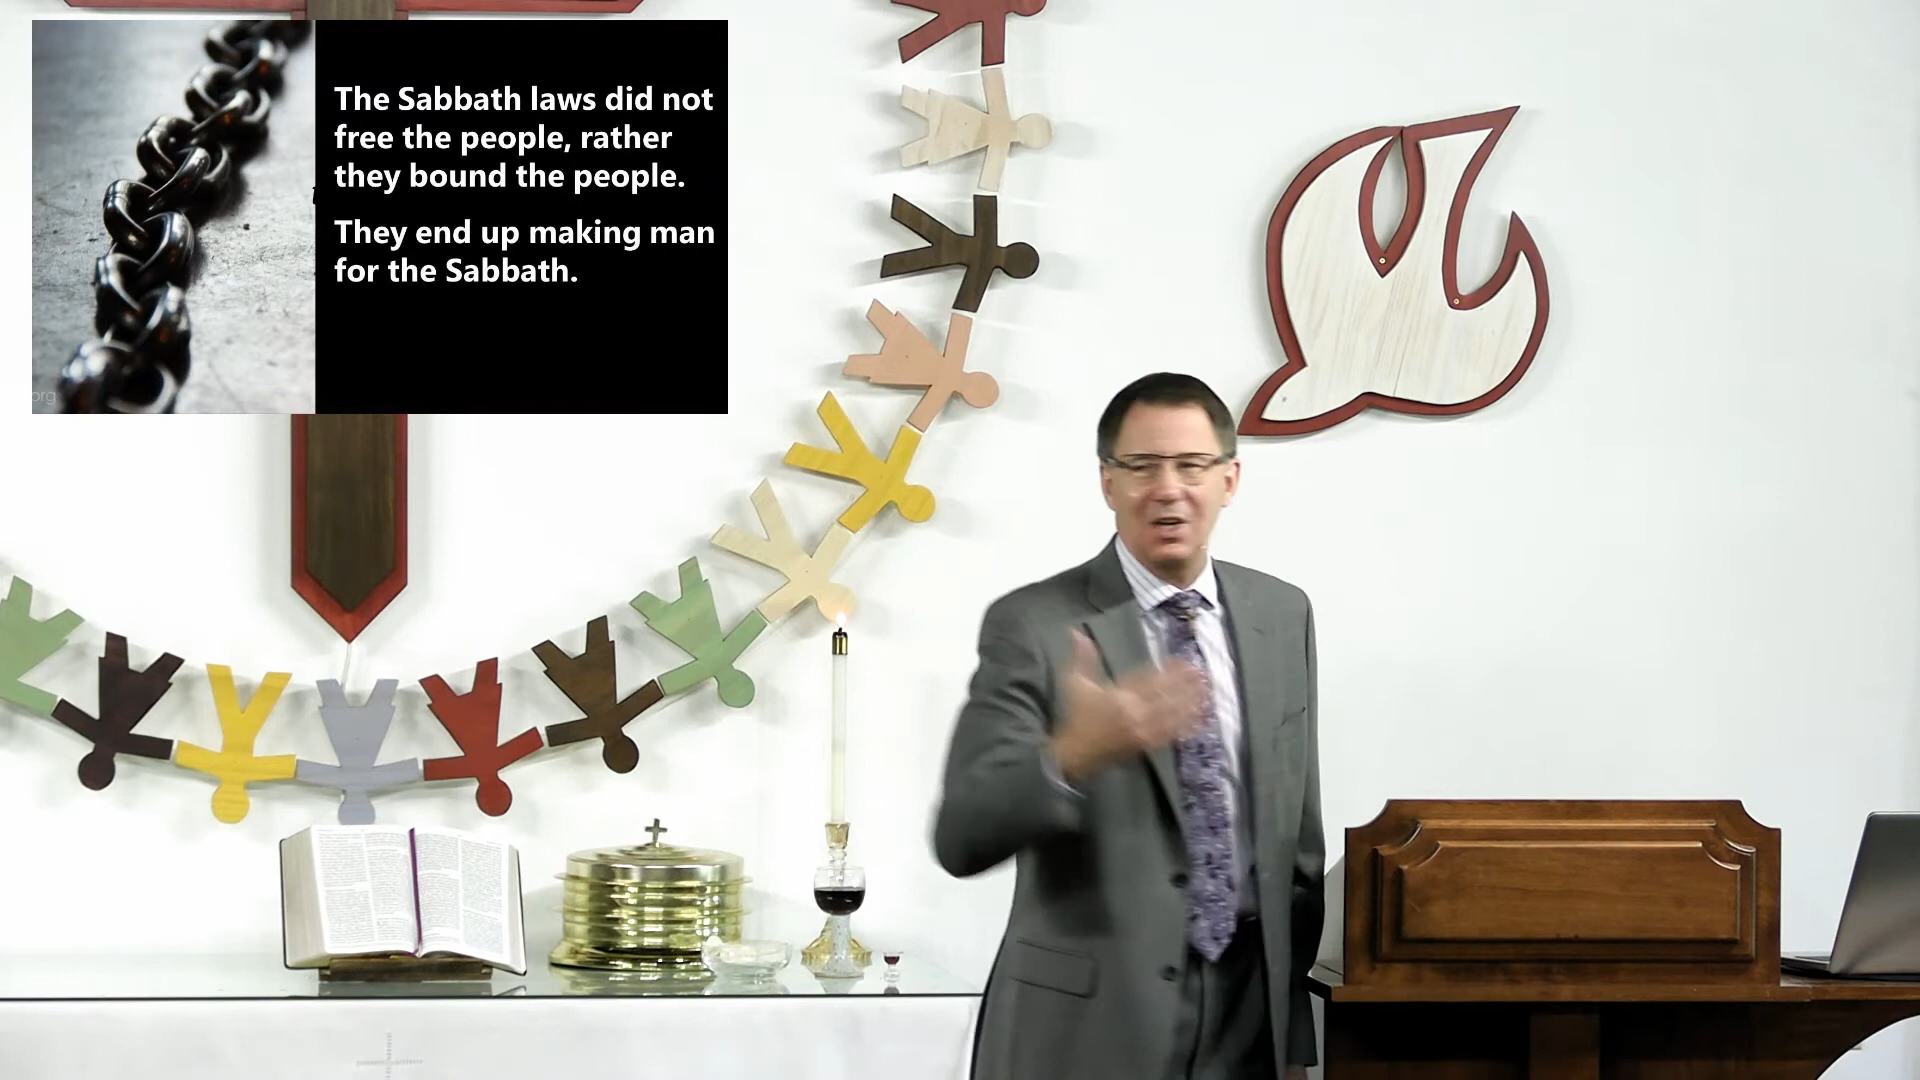 The Sabbath laws did not
free the people, rather
they bound the people.
They end up making man
for the Sabbath.
org